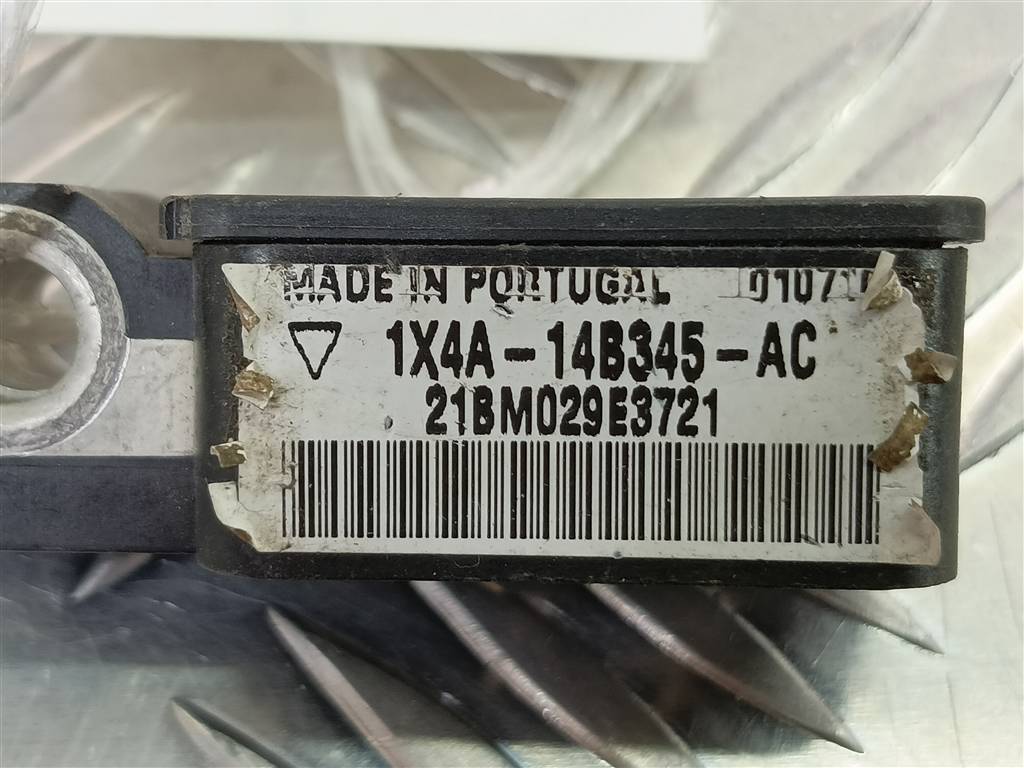 MADE IN PORTUGAL
1X4A-14B345-AC
21BM029E3721